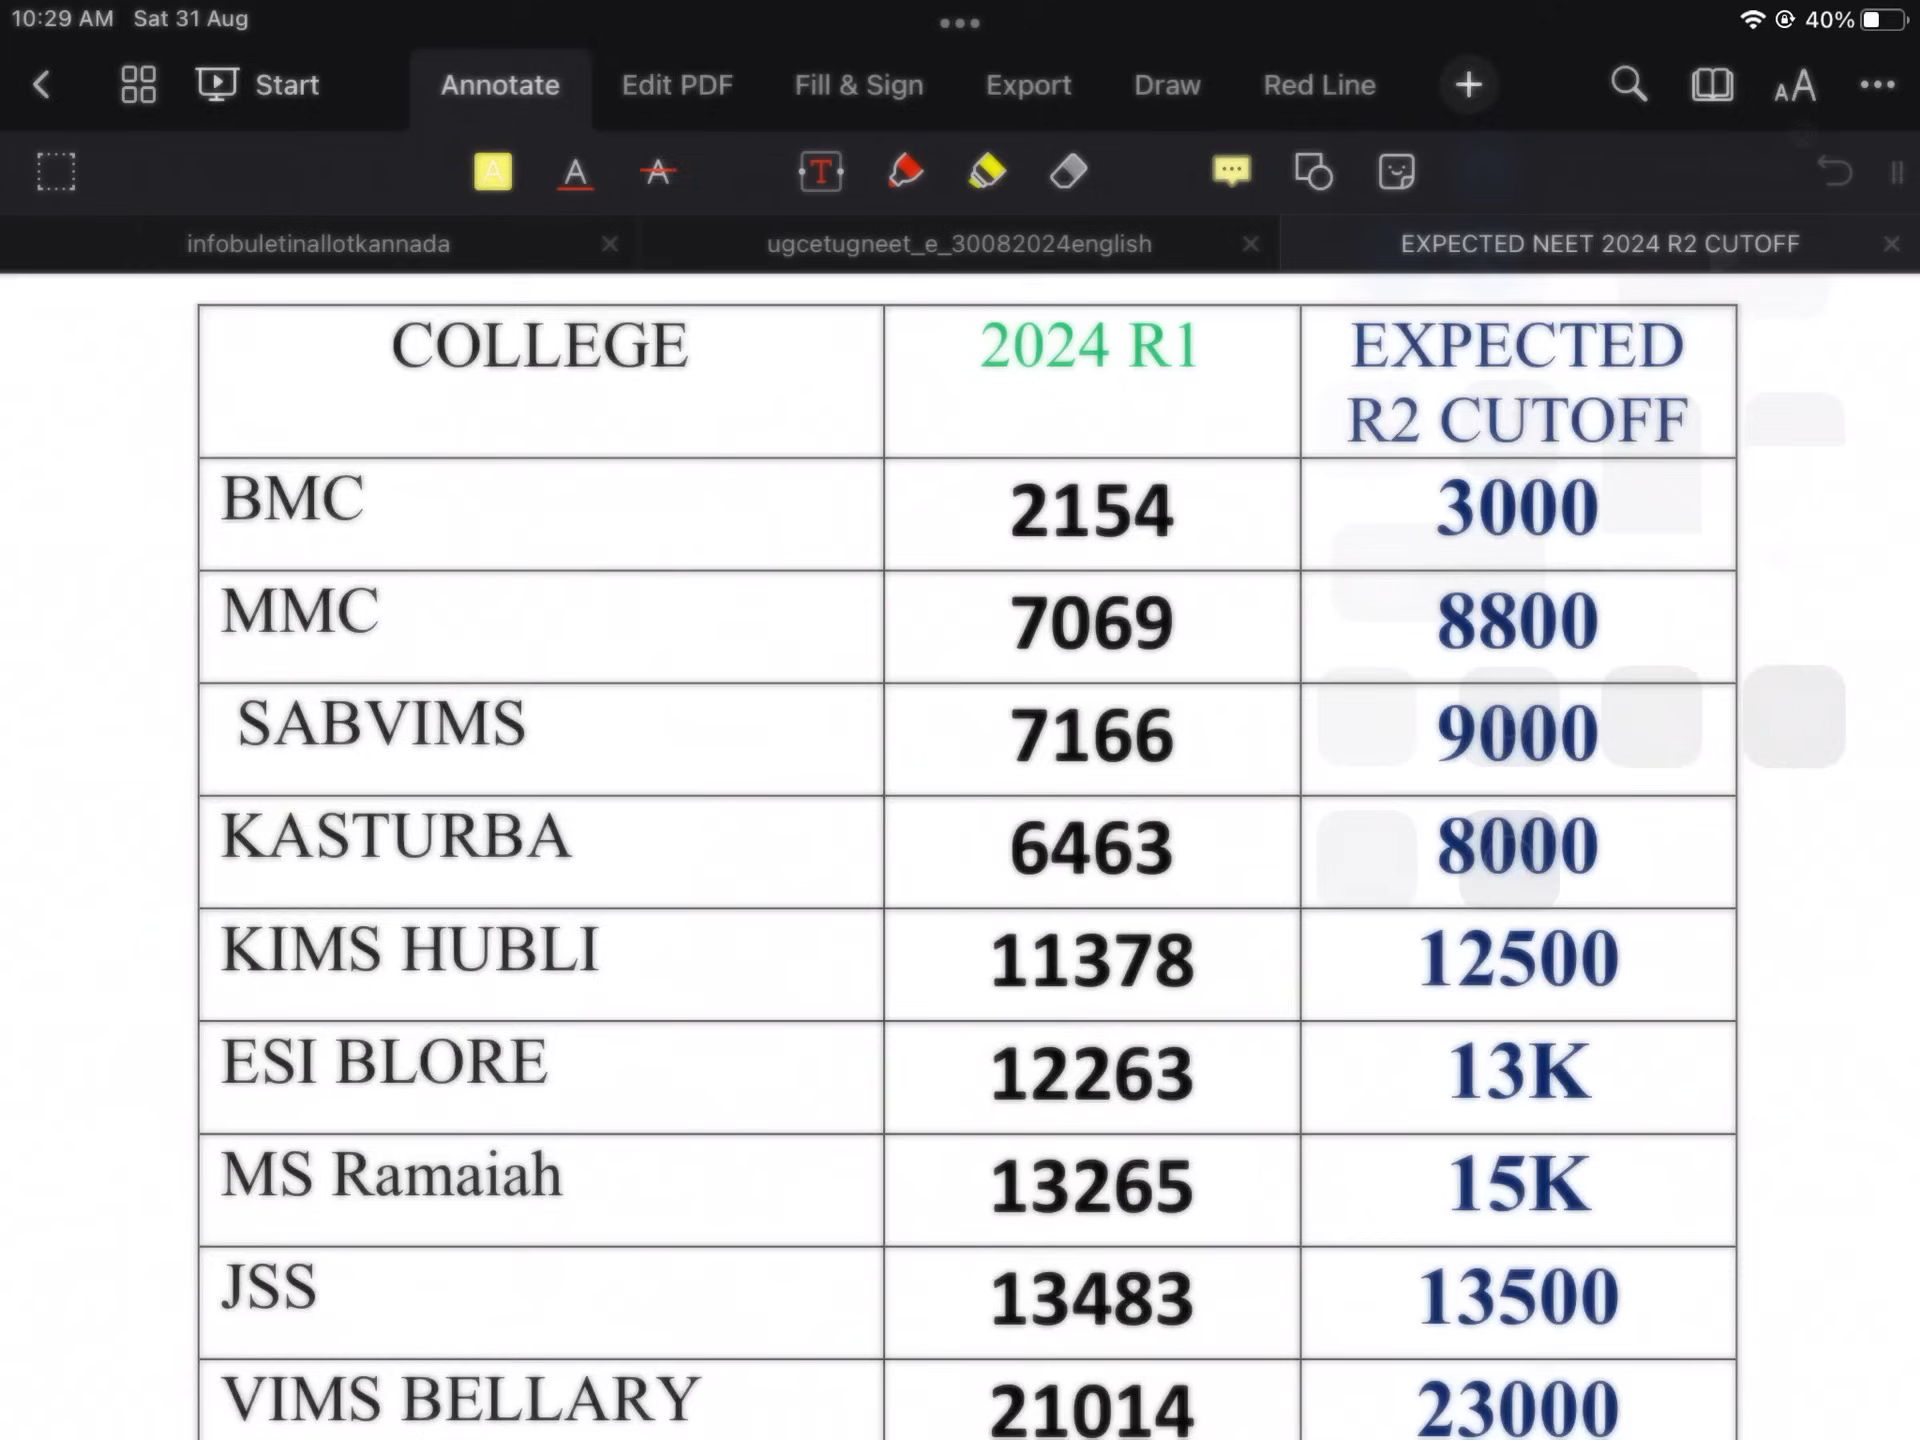 10:29 AM Sat 31 Aug
40%
Start Annotate Edit PDF Fill & Sign Export Draw Red Line
infobuletinallotkannada ugcetugneet_e_30082024english EXPECTED NEET 2024 R2 CUTOFF
COLLEGE 2024 R1 EXPECTED
R2 CUTOFF
BMC 2154 3000
MMC 7069 8800
SABVIMS 7166 9000
KASTURBA 6463 8000
KIMS HUBLI 11378 12500
ESI BLORE 12263 13K
MS Ramaiah 13265 15K
JSS 13483 13500
VIMS BELLARY 21014 23000